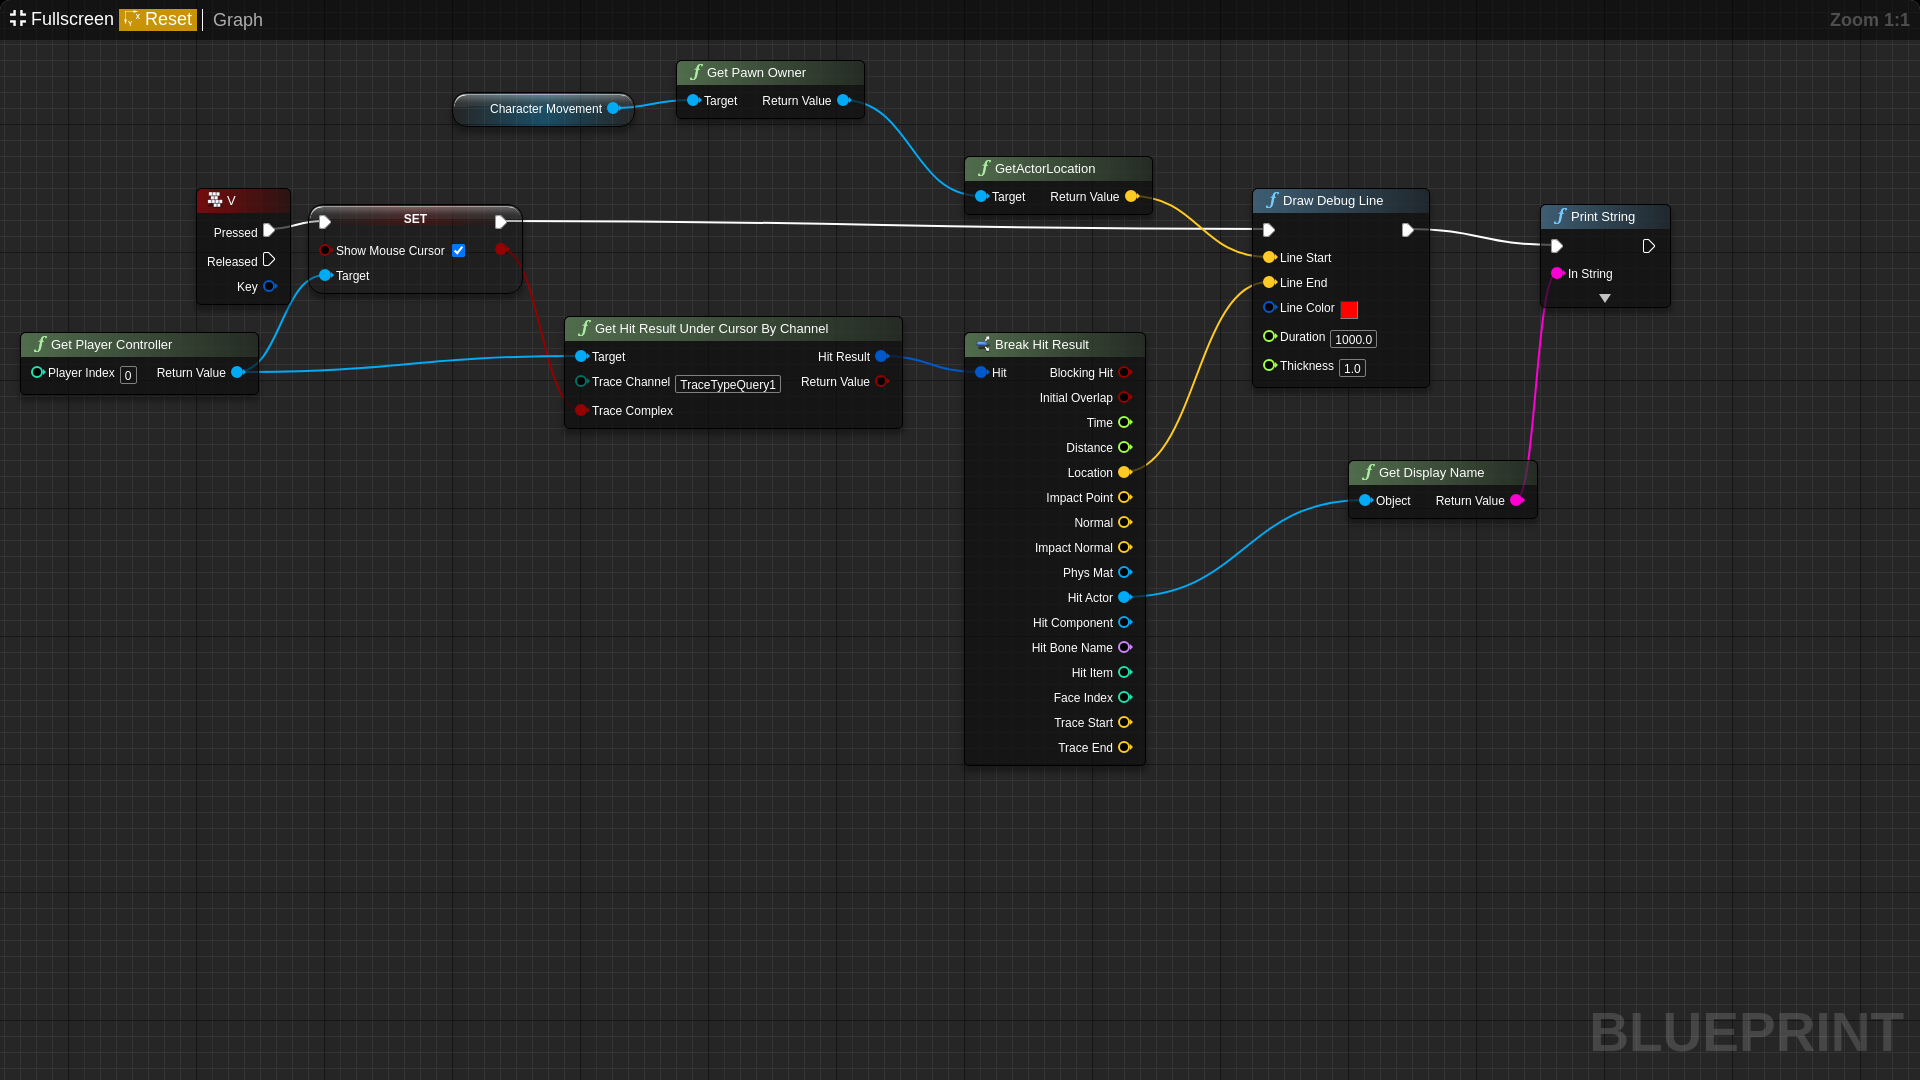 Fullscreen Reset Graph
Zoom 1:1
Get Pawn Owner
Target Return Value
Character Movement
GetActorLocation
Target Return Value
V
Pressed
Released
Key
SET
Show Mouse Cursor
Target
Draw Debug Line
Line Start
Line End
Line Color
Duration 1000.0
Thickness 1.0
Print String
In String
Get Player Controller
Player Index 0 Return Value
Get Hit Result Under Cursor By Channel
Target Hit Result
Trace Channel TraceTypeQuery1 Return Value
Trace Complex
Break Hit Result
Hit Blocking Hit
Initial Overlap
Time
Distance
Location
Impact Point
Normal
Impact Normal
Phys Mat
Hit Actor
Hit Component
Hit Bone Name
Hit Item
Face Index
Trace Start
Trace End
Get Display Name
Object Return Value
BLUEPRINT